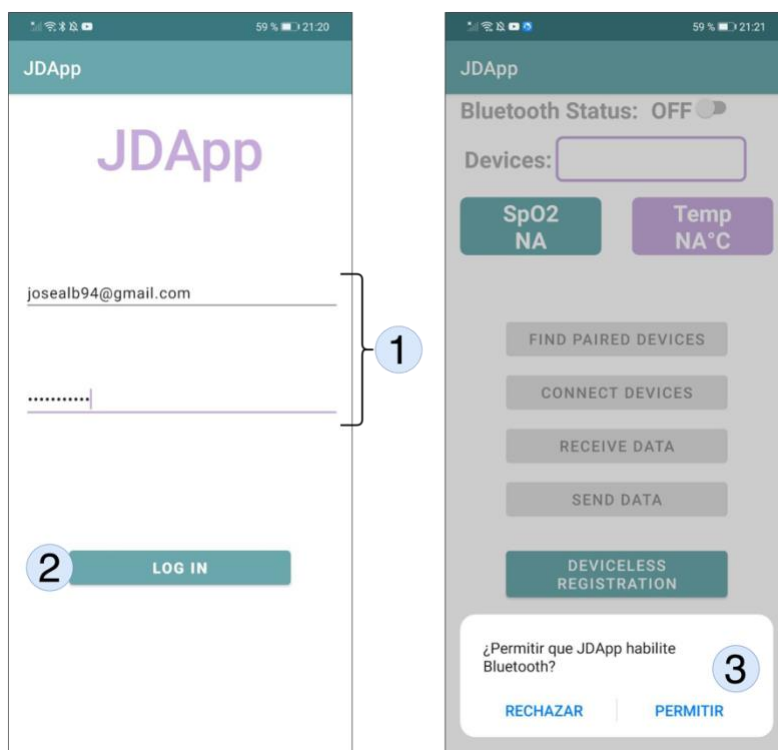 59 % 21:20
JDApp
JDApp
josealb94@gmail.com
•••••••••••
1
2
LOG IN
59 % 21:21
JDApp
Bluetooth Status: OFF
Devices:
SpO2
NA
Temp
NA°C
FIND PAIRED DEVICES
CONNECT DEVICES
RECEIVE DATA
SEND DATA
DEVICELESS
REGISTRATION
¿Permitir que JDApp habilite
Bluetooth?
3
RECHAZAR PERMITIR